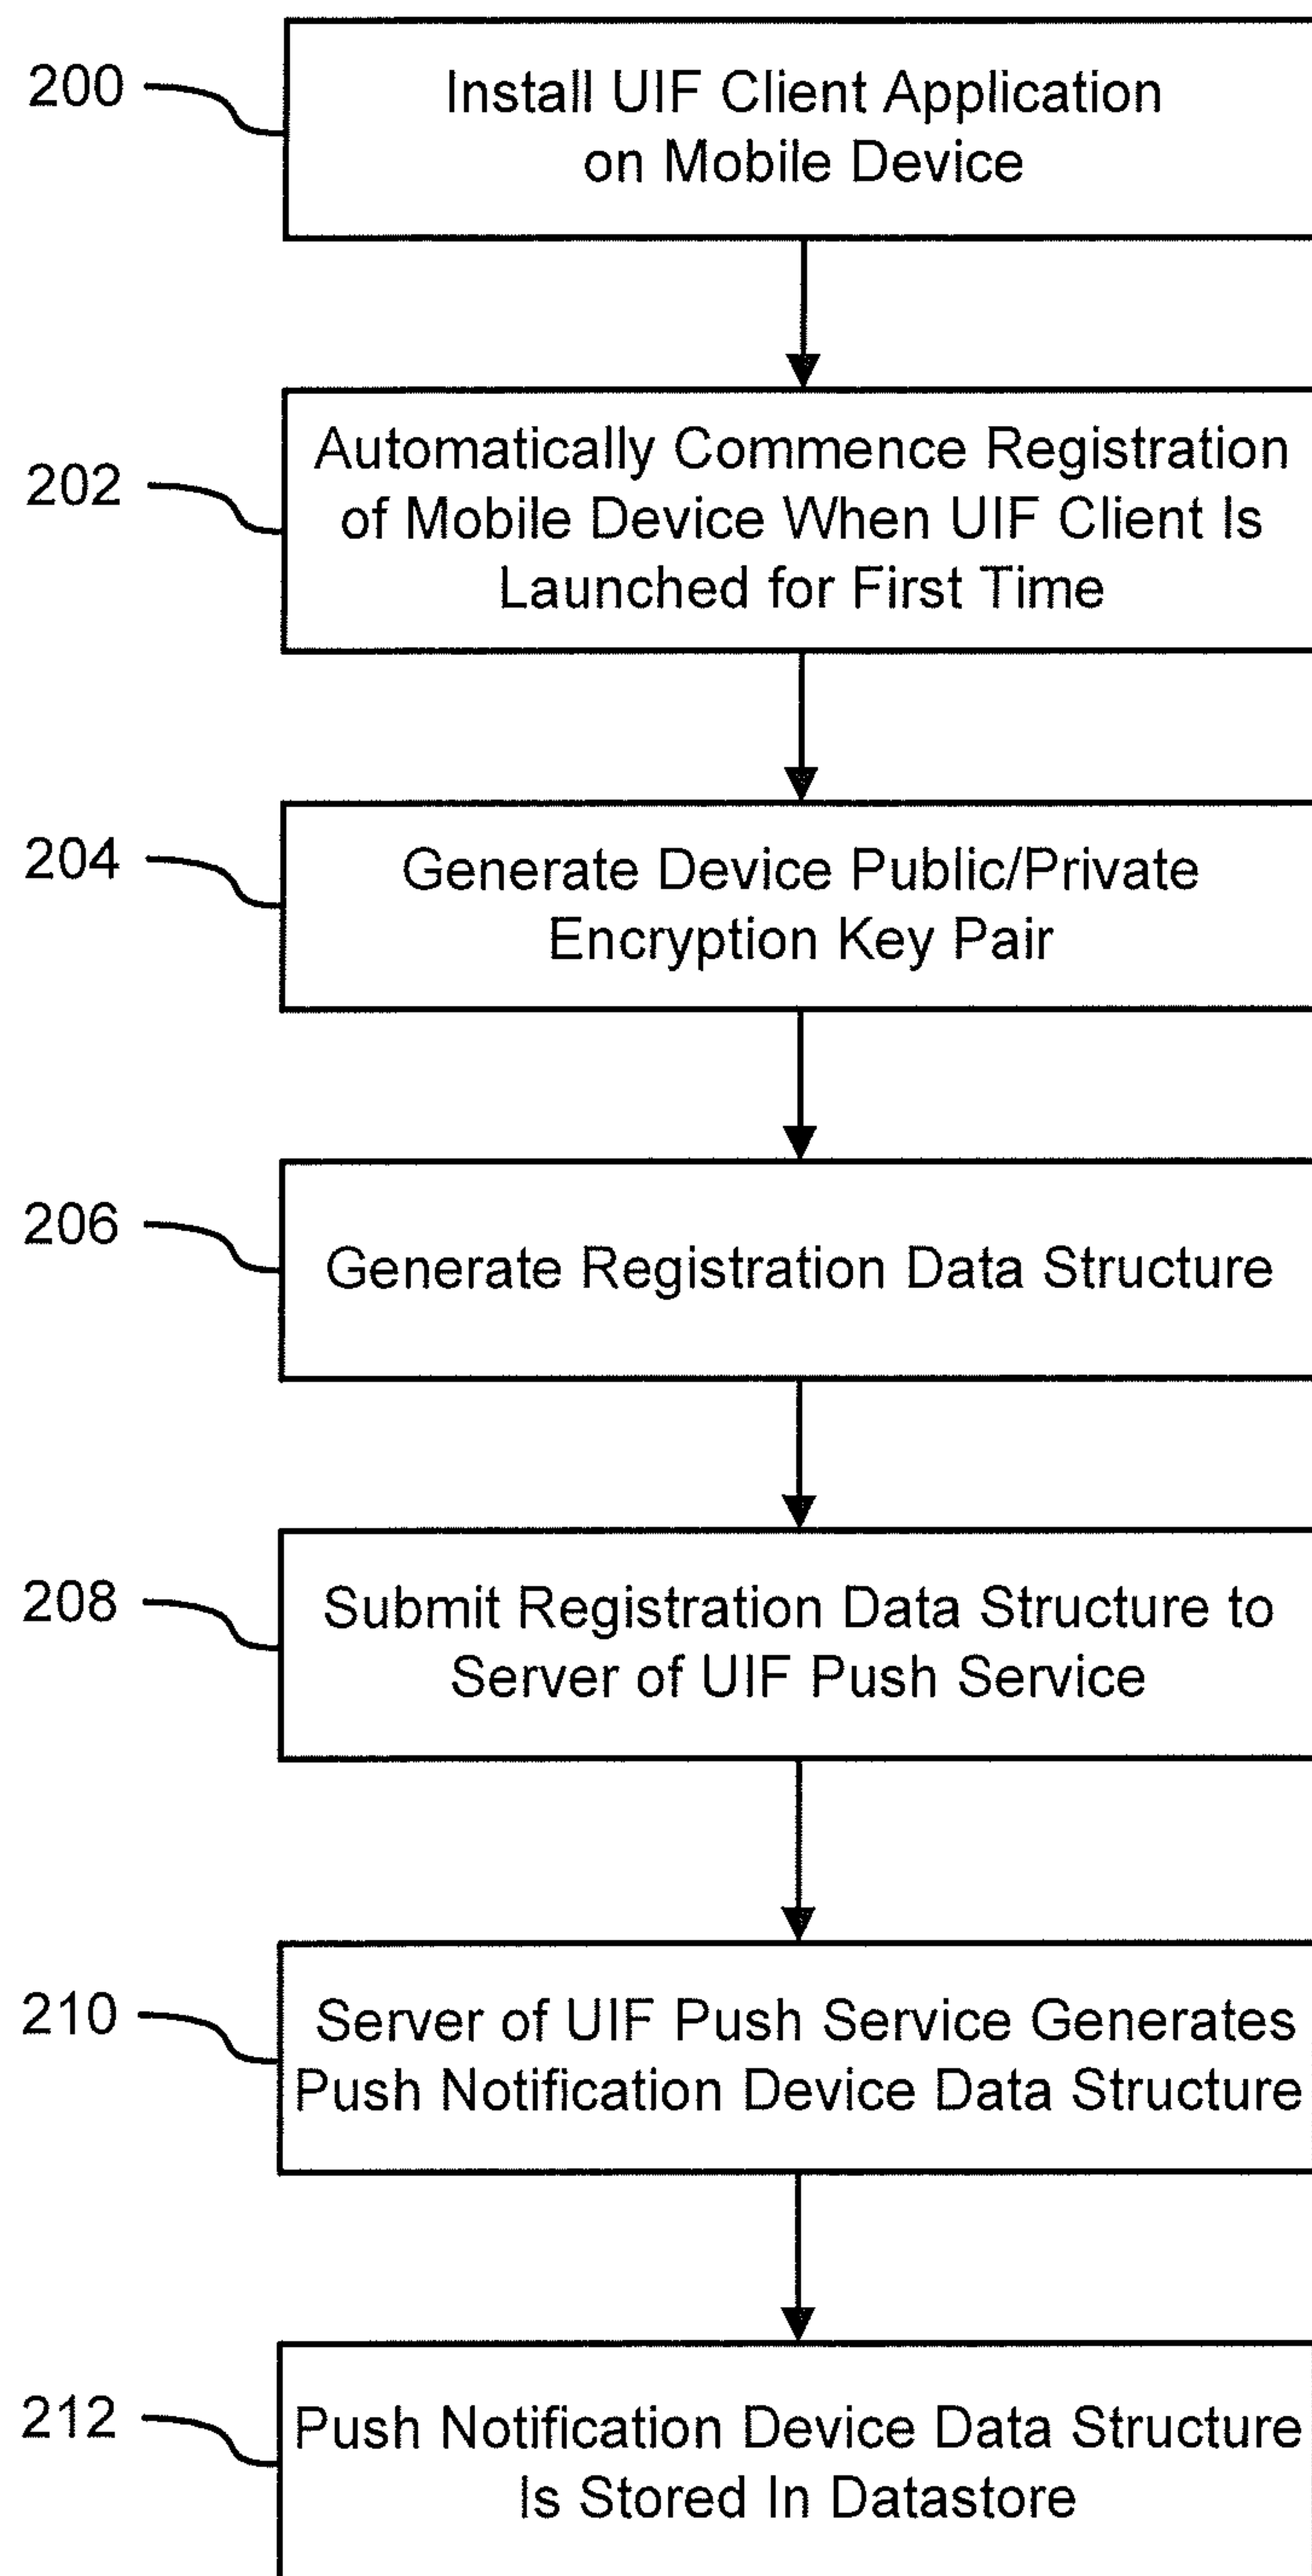 200
Install UIF Client Application
on Mobile Device
202
Automatically Commence Registration
of Mobile Device When UIF Client Is
Launched for First Time
204
Generate Device Public/Private
Encryption Key Pair
206
Generate Registration Data Structure
208
Submit Registration Data Structure to
Server of UIF Push Service
210
Server of UIF Push Service Generates
Push Notification Device Data Structure
212
Push Notification Device Data Structure
Is Stored In Datastore